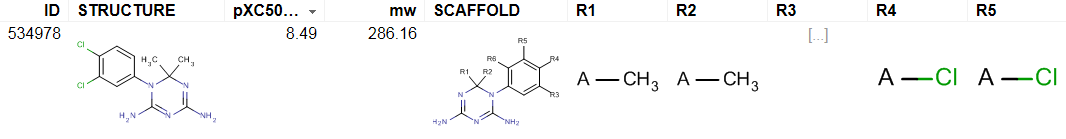 ID STRUCTURE pXC50... mw SCAFFOLD R1 R2 R3 R4 R5
534978 8.49 286.16 [...]
Cl Cl H₃C CH₃ N N N NH₂ H₂N
R1 R2 R3 R4 R5 R6 N N N H₂N NH₂
A CH₃ A CH₃ A Cl A Cl